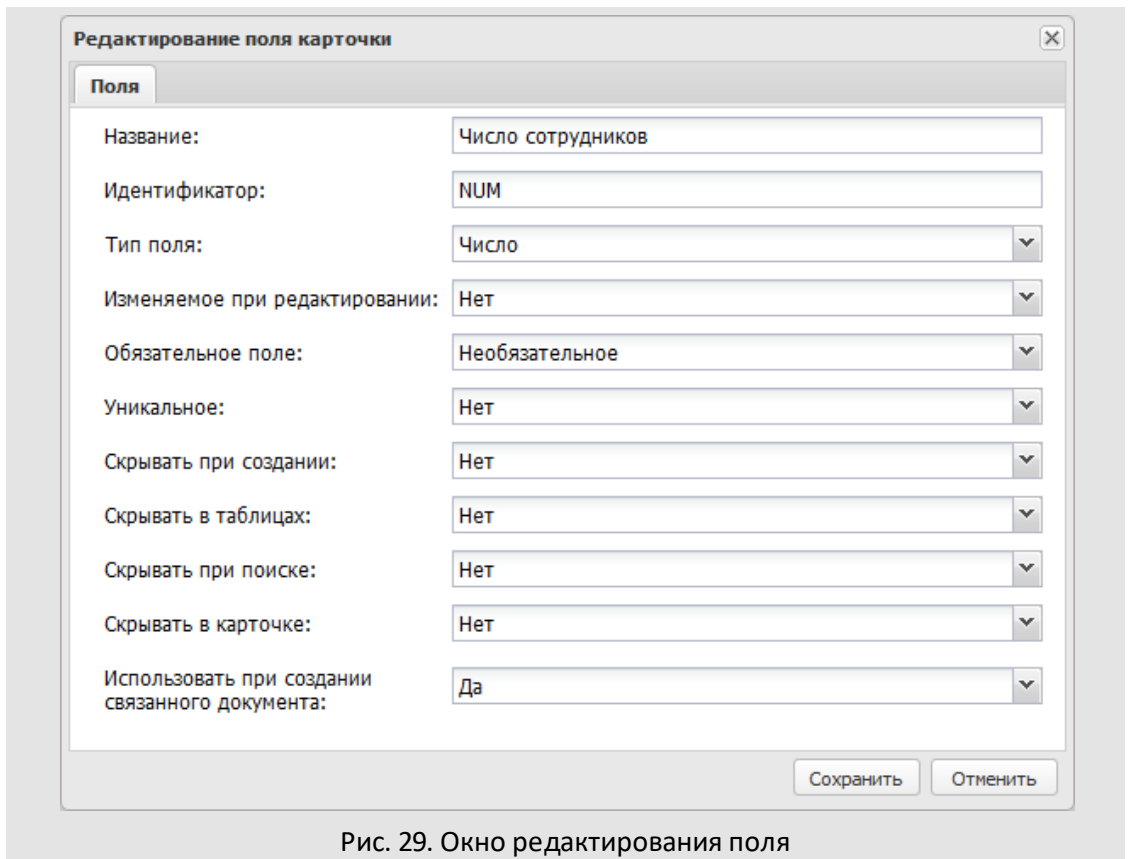 Редактирование поля карточки
Поля
Название: Число сотрудников
Идентификатор: NUM
Тип поля: Число
Изменяемое при редактировании: Нет
Обязательное поле: Необязательное
Уникальное: Нет
Скрывать при создании: Нет
Скрывать в таблицах: Нет
Скрывать при поиске: Нет
Скрывать в карточке: Нет
Использовать при создании
связанного документа: Да
Сохранить Отменить
Рис. 29. Окно редактирования поля